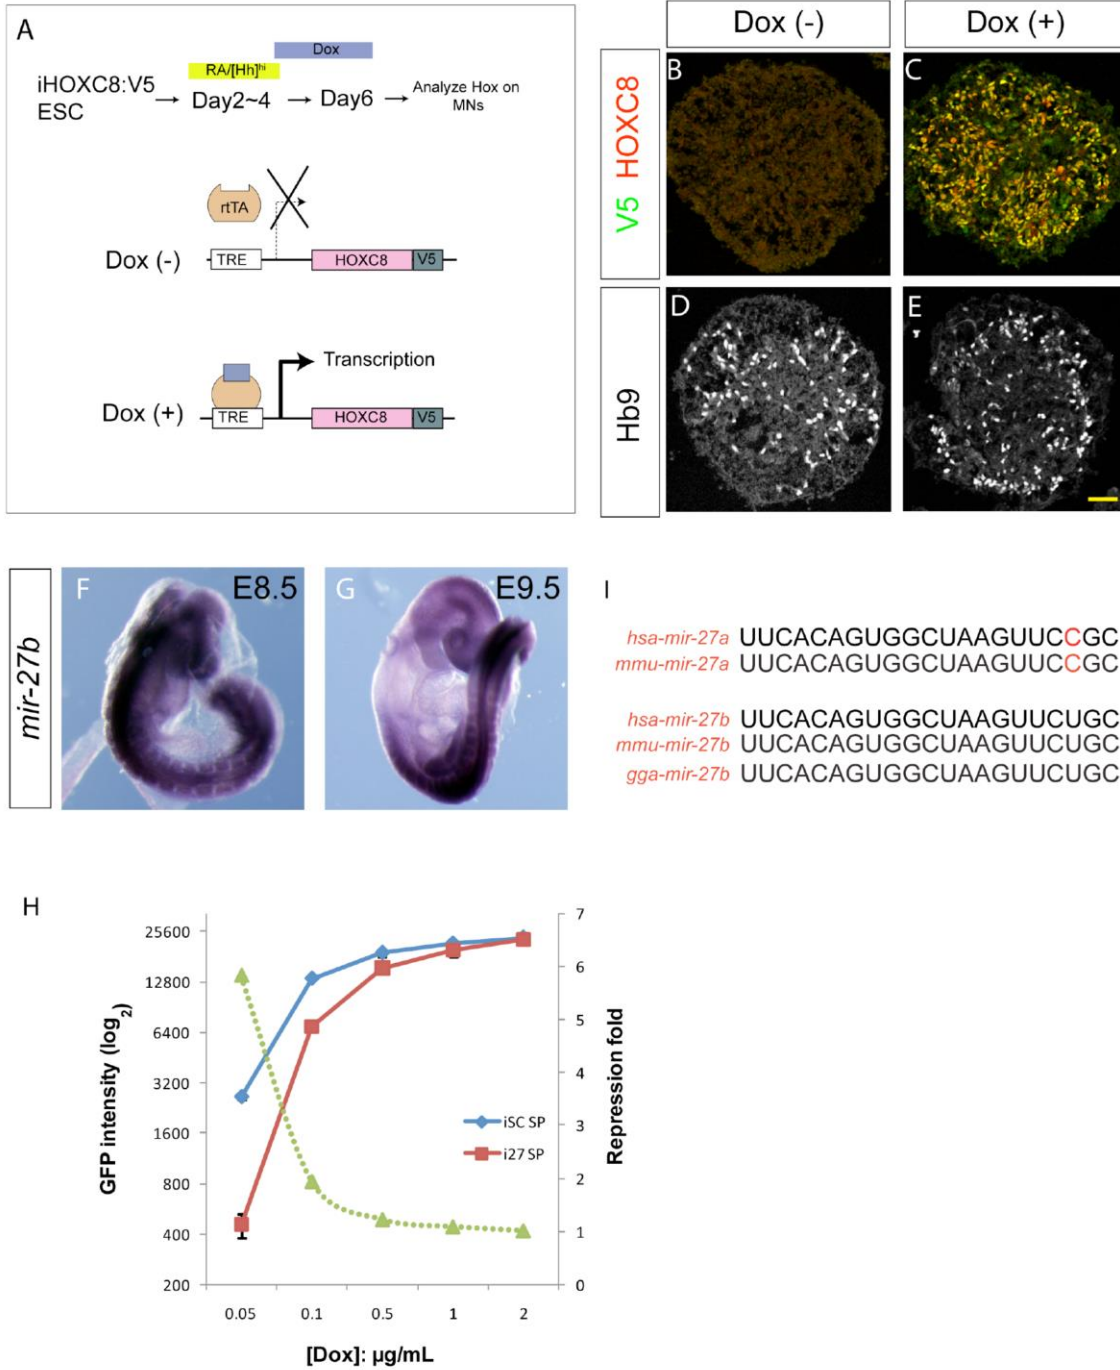 A
Dox
RA/[Hh]hi
iHOXC8:V5
ESC
Day2~4
Day6
Analyze Hox on
MNs
rtTA
Dox (-)
TRE
HOXC8
V5
Transcription
Dox (+)
TRE
HOXC8
V5
Dox (-)
Dox (+)
V5 HOXC8
B
C
Hb9
D
E
mir-27b
F
E8.5
G
E9.5
I
hsa-mir-27a UUCACAGUGGCUAAGUUCCGC
mmu-mir-27a UUCACAGUGGCUAAGUUCCGC
hsa-mir-27b UUCACAGUGGCUAAGUUCUGC
mmu-mir-27b UUCACAGUGGCUAAGUUCUGC
gga-mir-27b UUCACAGUGGCUAAGUUCUGC
H
GFP intensity (log2)
25600
12800
6400
3200
1600
800
400
200
iSC SP
i27 SP
7
6
5
4
3
2
1
0
Repression fold
0.05 0.1 0.5 1 2
[Dox]: µg/mL